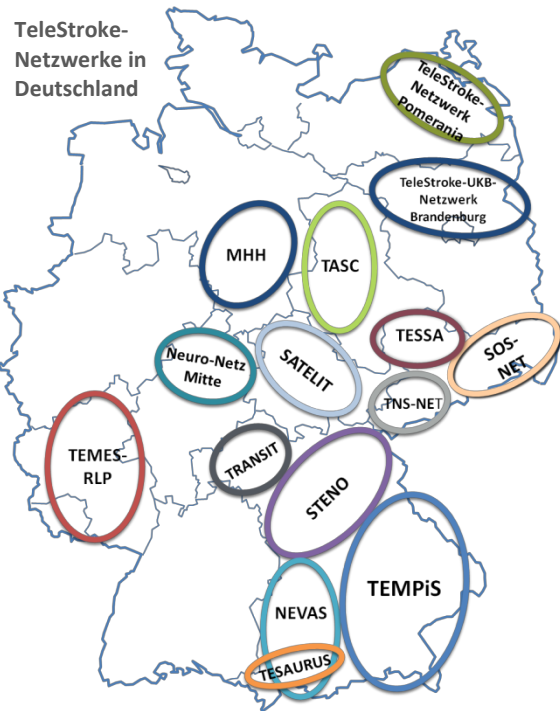 TeleStroke-
Netzwerke in
Deutschland
TeleStroke-
Netzwerk
Pomerania
TeleStroke-UKB-
Netzwerk
Brandenburg
MHH
TASC
TESSA
SOS-
NET
Neuro-Netz
Mitte
SATELIT
TNS-NET
TEMES-
RLP
TRANSIT
STENO
TEMPiS
NEVAS
TESAURUS